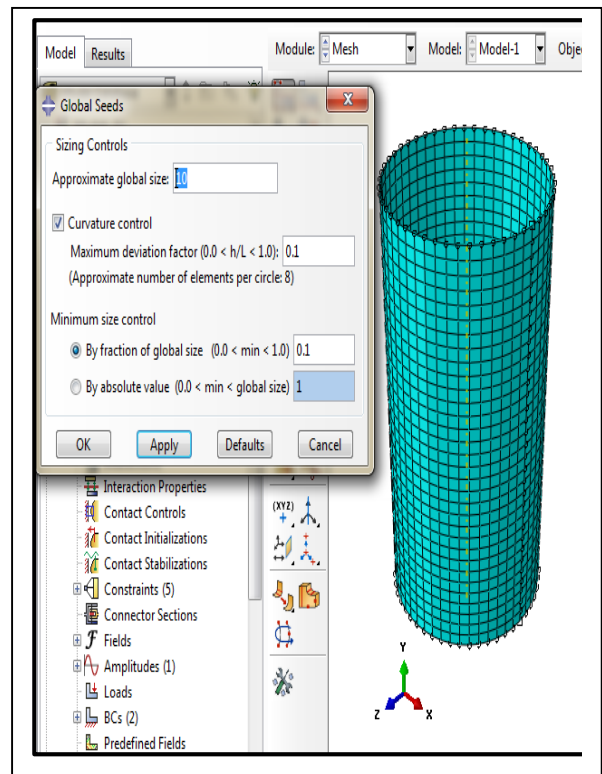 Model Results
Module: Mesh Model: Model-1 Obje
Global Seeds
Sizing Controls
Approximate global size: 10
Curvature control
Maximum deviation factor (0.0 < h/L < 1.0): 0.1
(Approximate number of elements per circle: 8)
Minimum size control
By fraction of global size (0.0 < min < 1.0) 0.1
By absolute value (0.0 < min < global size) 1
OK Apply Defaults Cancel
Interaction Properties
Contact Controls
Contact Initializations
Contact Stabilizations
Constraints (5)
Connector Sections
F Fields
Amplitudes (1)
Loads
BCs (2)
Predefined Fields
(XYZ)
Y
Z X